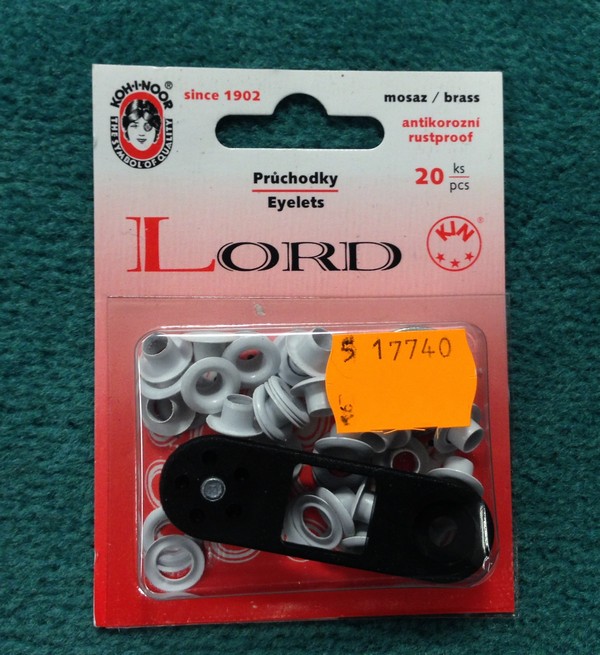 KOH-I-NOOR®
THE SYMBOL OF QUALITY
since 1902
mosaz / brass
antikorozní
rustproof
Průchodky
Eyelets
20 ks
pcs
LORD
KIN®
5 17740